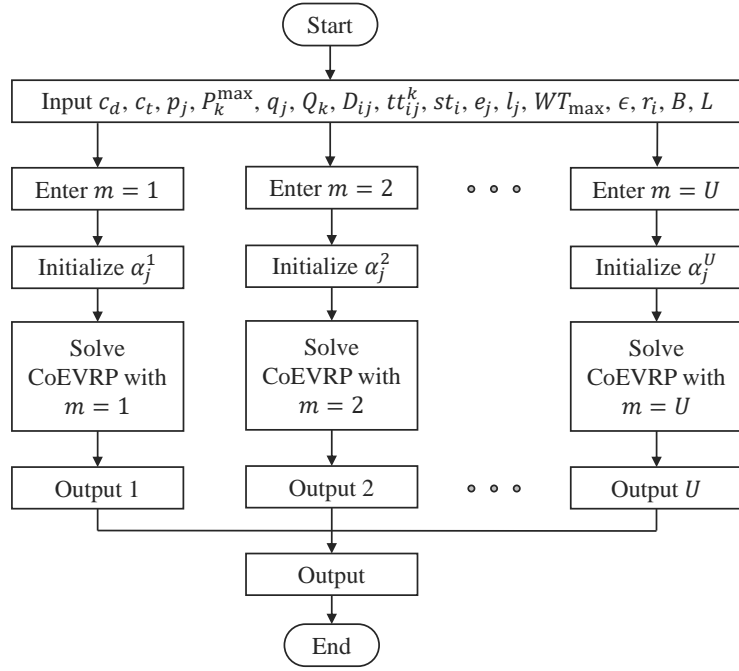 Start
Input c_d, c_t, p_j, P_k^max, q_j, Q_k, D_ij, tt_ij^k, st_i, e_j, l_j, WT_max, ϵ, r_i, B, L
Enter m = 1
Enter m = 2
Enter m = U
Initialize α_j^1
Initialize α_j^2
Initialize α_j^U
Solve
CoEVRP with
m = 1
Solve
CoEVRP with
m = 2
Solve
CoEVRP with
m = U
Output 1
Output 2
Output U
Output
End